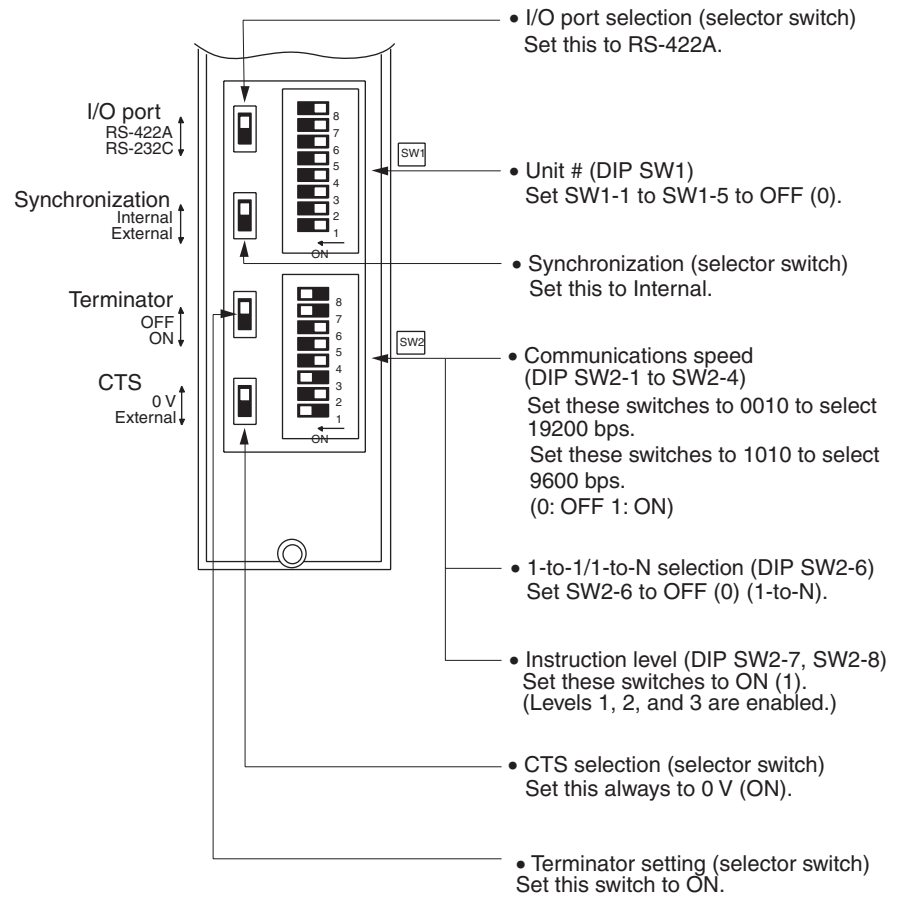 I/O port
RS-422A
RS-232C
Synchronization
Internal
External
Terminator
OFF
ON
CTS
0 V
External
8
7
6
5
4
3
2
1
ON
SW1
8
7
6
5
4
3
2
1
ON
SW2
• I/O port selection (selector switch)
Set this to RS-422A.
• Unit # (DIP SW1)
Set SW1-1 to SW1-5 to OFF (0).
• Synchronization (selector switch)
Set this to Internal.
• Communications speed
(DIP SW2-1 to SW2-4)
Set these switches to 0010 to select
19200 bps.
Set these switches to 1010 to select
9600 bps.
(0: OFF 1: ON)
• 1-to-1/1-to-N selection (DIP SW2-6)
Set SW2-6 to OFF (0) (1-to-N).
• Instruction level (DIP SW2-7, SW2-8)
Set these switches to ON (1).
(Levels 1, 2, and 3 are enabled.)
• CTS selection (selector switch)
Set this always to 0 V (ON).
• Terminator setting (selector switch)
Set this switch to ON.